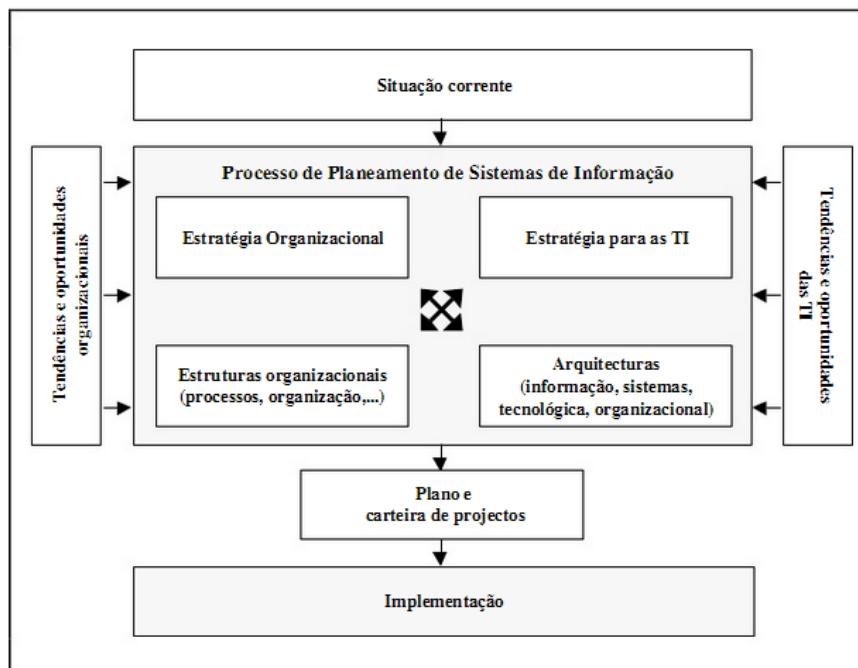 Situação corrente
Tendências e oportunidades
organizacionais
Processo de Planeamento de Sistemas de Informação
Estratégia Organizacional
Estratégia para as TI
Estruturas organizacionais
(processos, organização,...)
Arquitecturas
(informação, sistemas,
tecnológica, organizacional)
Tendências e oportunidades
das TI
Plano e
carteira de projectos
Implementação